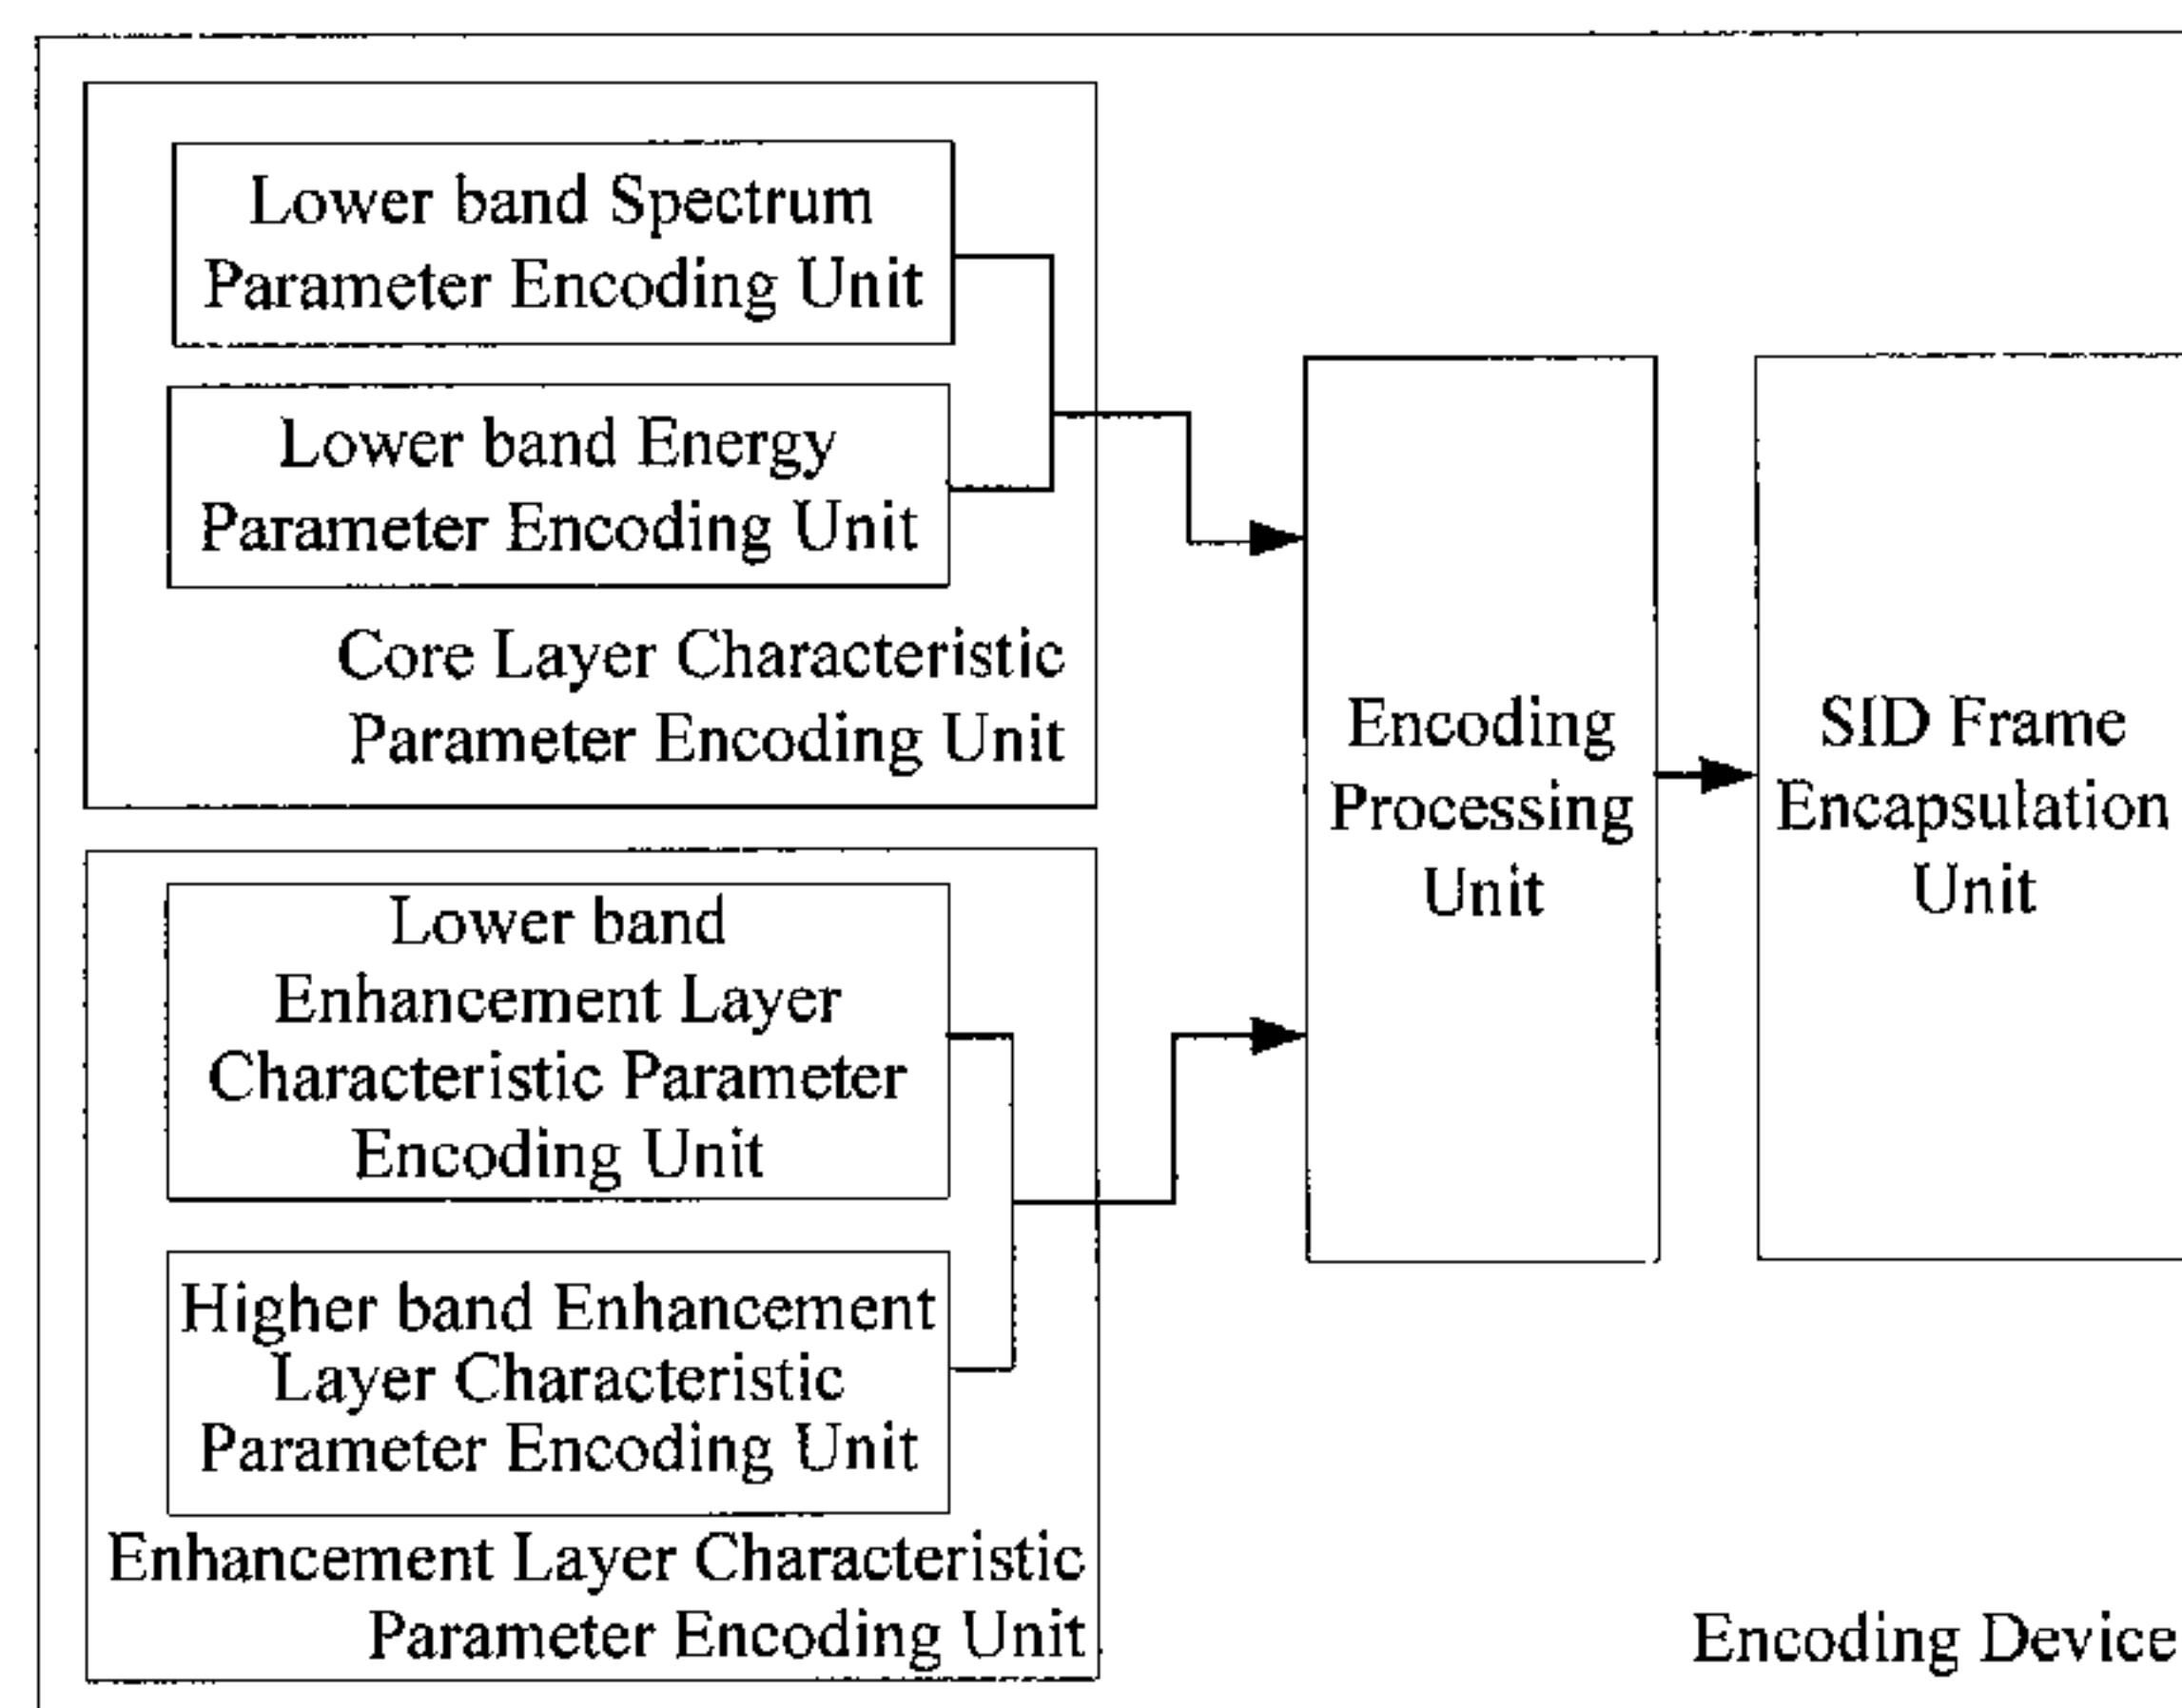 Lower band Spectrum
Parameter Encoding Unit
Lower band Energy
Parameter Encoding Unit
Core Layer Characteristic
Parameter Encoding Unit
Lower band
Enhancement Layer
Characteristic Parameter
Encoding Unit
Higher band Enhancement
Layer Characteristic
Parameter Encoding Unit
Enhancement Layer Characteristic
Parameter Encoding Unit
Encoding
Processing
Unit
SID Frame
Encapsulation
Unit
Encoding Device